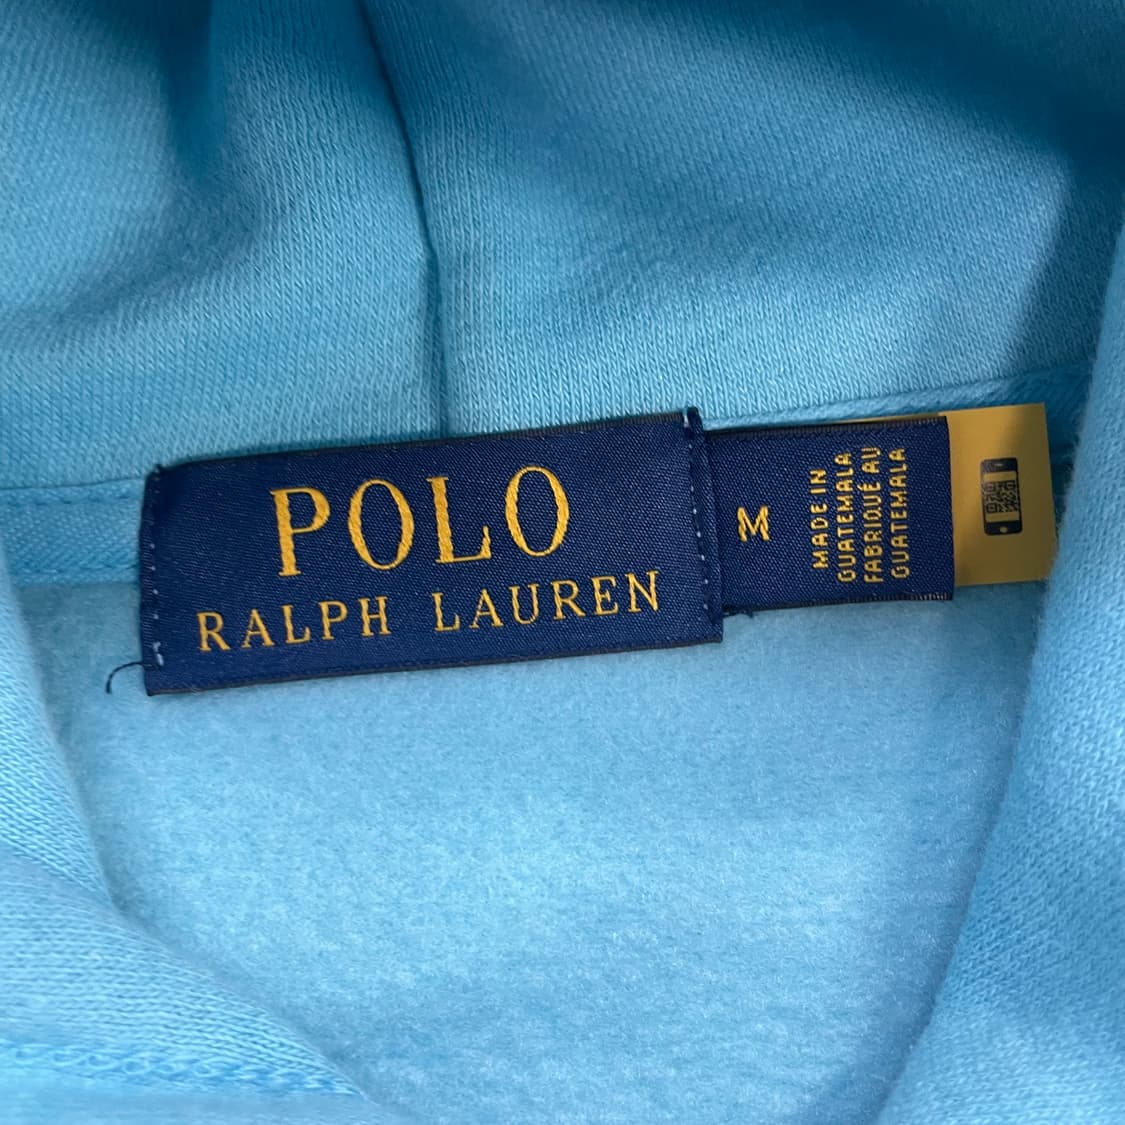 POLO
RALPH LAUREN
M
MADE IN
GUATEMALA
FABRIQUÉ AU
GUATEMALA